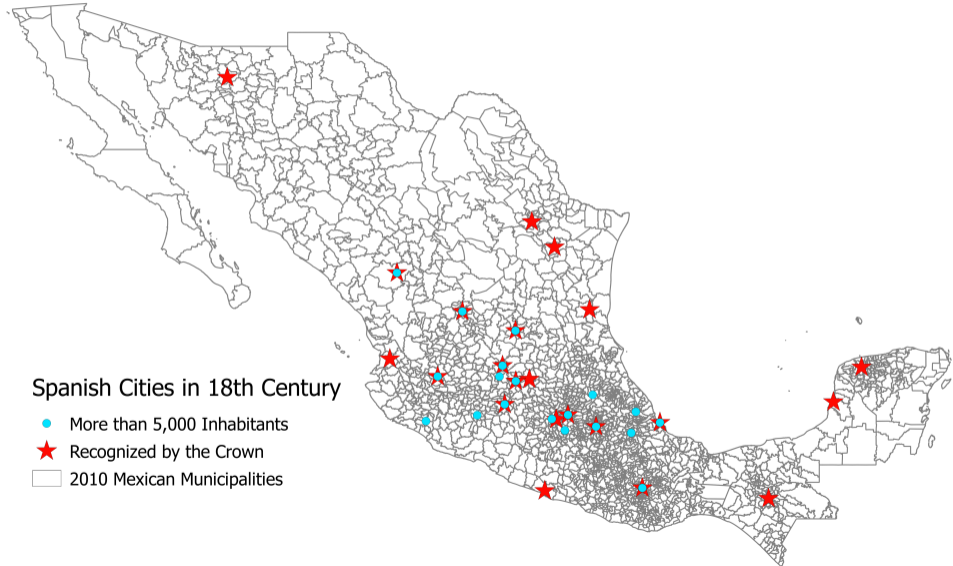 Spanish Cities in 18th Century
More than 5,000 Inhabitants
Recognized by the Crown
2010 Mexican Municipalities